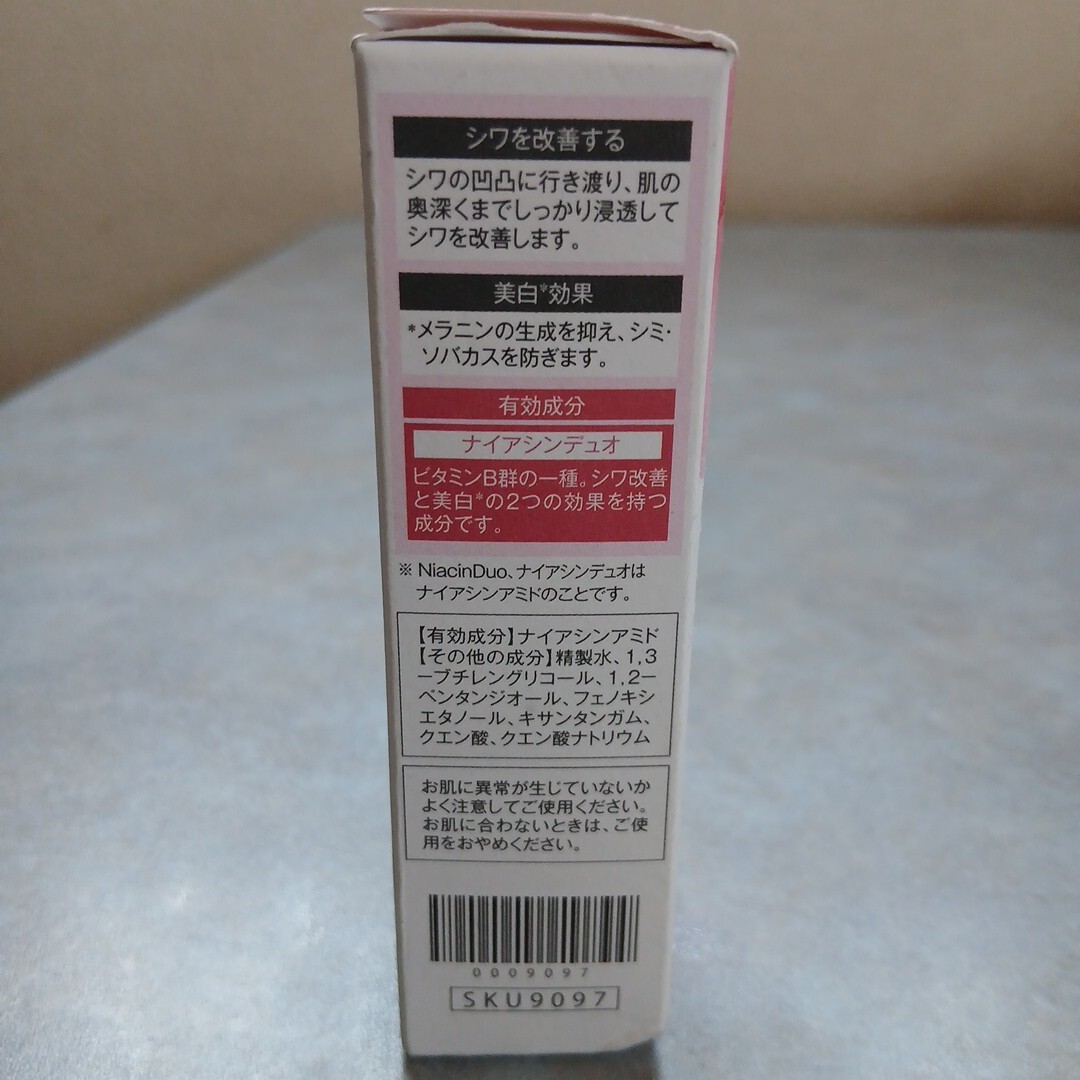 シワを改善する
シワの凹凸に行き渡り、肌の
奥深くまでしっかり浸透して
シワを改善します。
美白*効果
*メラニンの生成を抑え、シミ・
ソバカスを防ぎます。
有効成分
ナイアシンデュオ
ビタミンB群の一種。シワ改善
と美白*の2つの効果を持つ
成分です。
※ NiacinDuo、ナイアシンデュオは
ナイアシンアミドのことです。
【有効成分】ナイアシンアミド
【その他の成分】精製水、1,3
ーブチレングリコール、1,2ー
ペンタンジオール、フェノキシ
エタノール、キサンタンガム、
クエン酸、クエン酸ナトリウム
お肌に異常が生じていないか
よく注意してご使用ください。
お肌に合わないときは、ご使
用をおやめください。
0009097
SKU9097